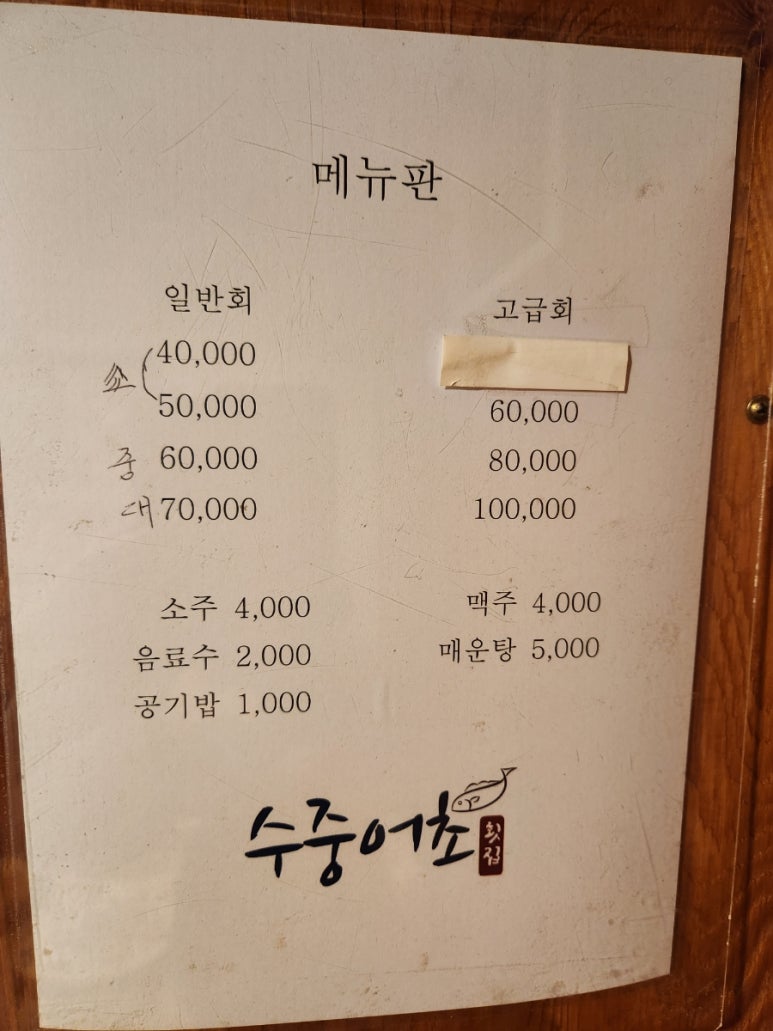 메뉴판
일반회
소 40,000
50,000
중 60,000
대 70,000
고급회
60,000
80,000
100,000
소주 4,000
음료수 2,000
공기밥 1,000
맥주 4,000
매운탕 5,000
수중어초
횟집